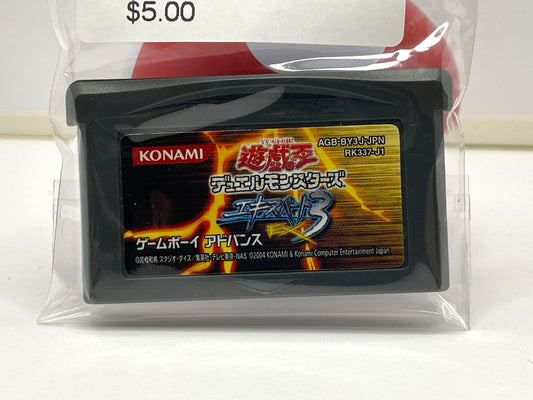 $5.00
YU-GI-OH!
AGB-BY3J-JPN
RK337-J1
KONAMI
遊戯王
デュエルモンスターズ
エキスパート3
ゲームボーイ アドバンス
©高橋和希 スタジオ・ダイス/集英社・テレビ東京・NAS ©2004 KONAMI & Konami Computer Entertainment Japan